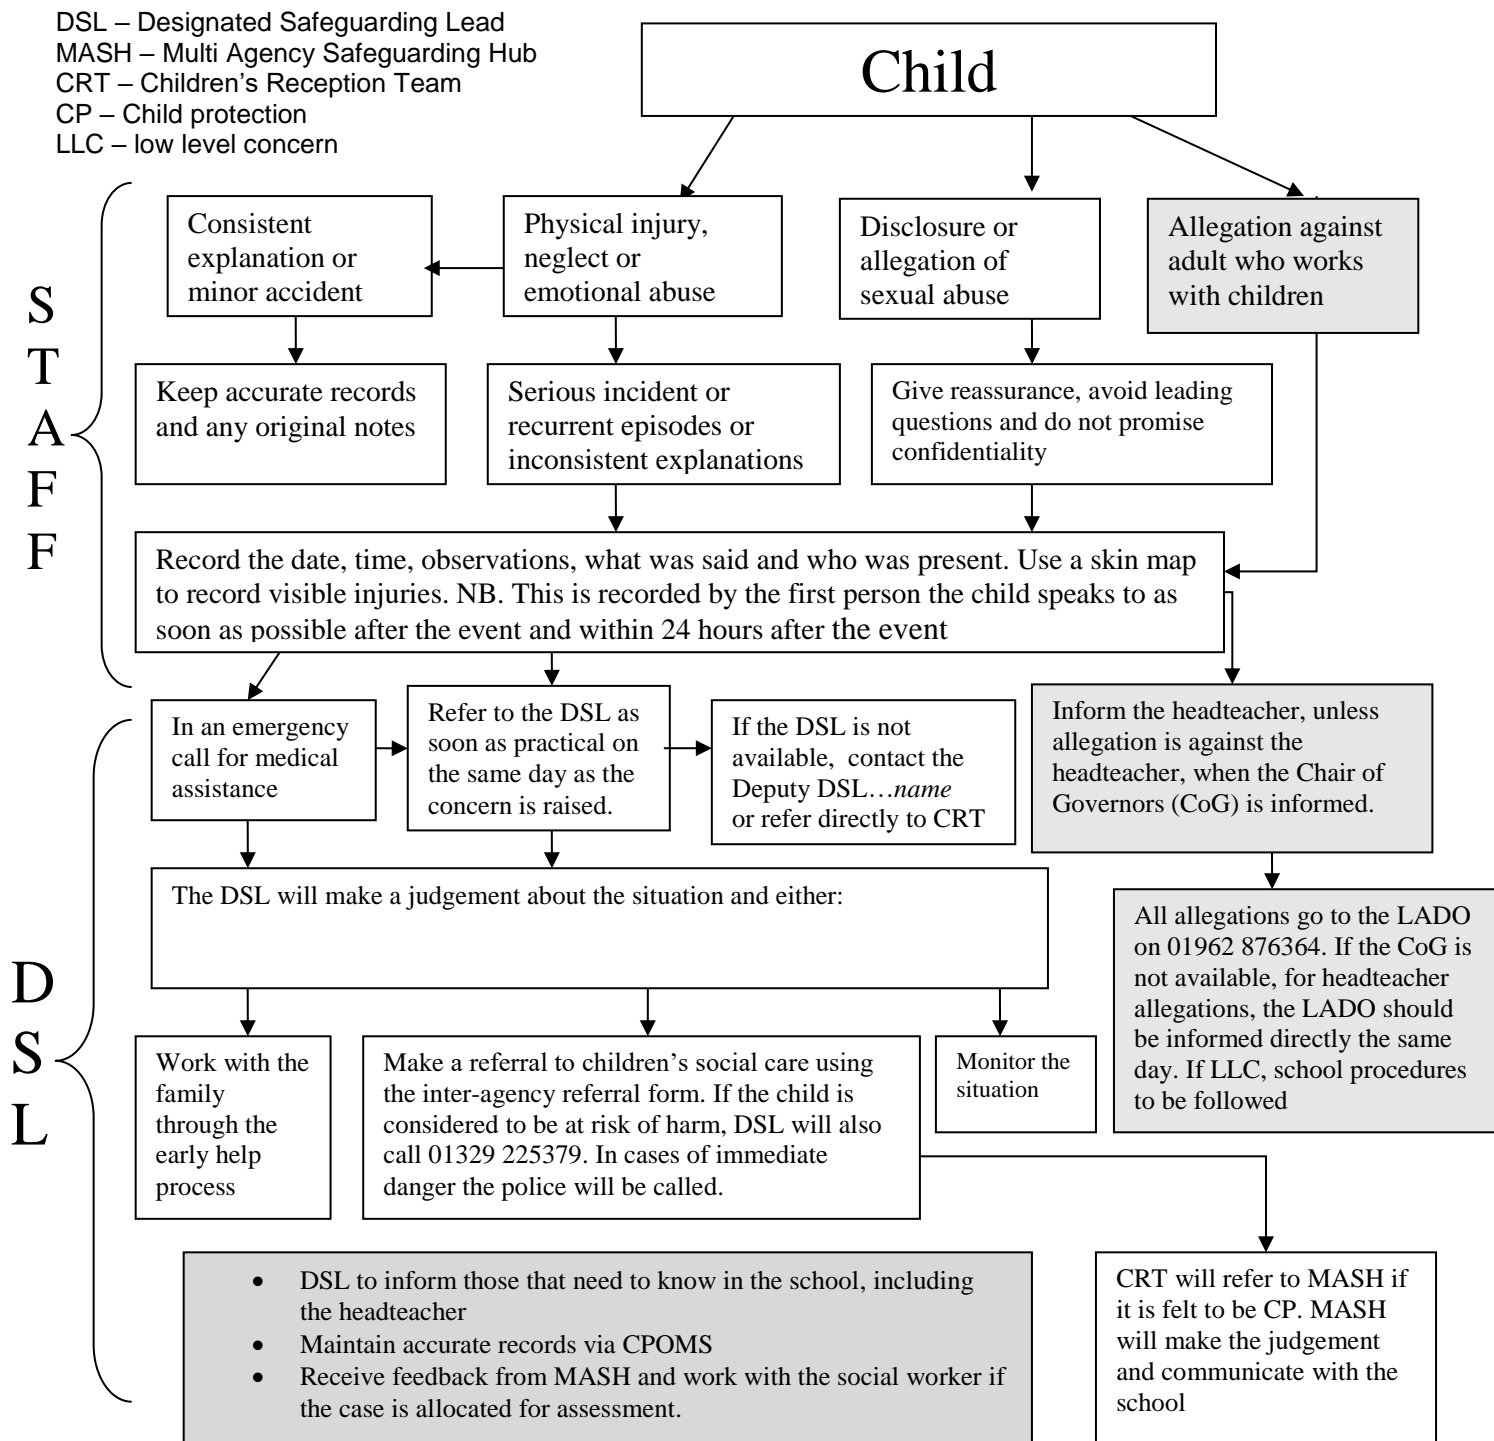 DSL – Designated Safeguarding Lead
MASH – Multi Agency Safeguarding Hub
CRT – Children's Reception Team
CP – Child protection
LLC – low level concern
Child
S
T
A
F
F
Consistent
explanation or
minor accident
Physical injury,
neglect or
emotional abuse
Disclosure or
allegation of
sexual abuse
Allegation against
adult who works
with children
Keep accurate records
and any original notes
Serious incident or
recurrent episodes or
inconsistent explanations
Give reassurance, avoid leading
questions and do not promise
confidentiality
Record the date, time, observations, what was said and who was present. Use a skin map
to record visible injuries. NB. This is recorded by the first person the child speaks to as
soon as possible after the event and within 24 hours after the event
D
S
L
In an emergency
call for medical
assistance
Refer to the DSL as
soon as practical on
the same day as the
concern is raised.
If the DSL is not
available,  contact the
Deputy DSL…name
or refer directly to CRT
Inform the headteacher, unless
allegation is against the
headteacher, when the Chair of
Governors (CoG) is informed.
The DSL will make a judgement about the situation and either:
All allegations go to the LADO
on 01962 876364. If the CoG is
not available, for headteacher
allegations, the LADO should
be informed directly the same
day. If LLC, school procedures
to be followed
Work with the
family
through the
early help
process
Make a referral to children's social care using
the inter-agency referral form. If the child is
considered to be at risk of harm, DSL will also
call 01329 225379. In cases of immediate
danger the police will be called.
Monitor the
situation
• DSL to inform those that need to know in the school, including
the headteacher
• Maintain accurate records via CPOMS
• Receive feedback from MASH and work with the social worker if
the case is allocated for assessment.
CRT will refer to MASH if
it is felt to be CP. MASH
will make the judgement
and communicate with the
school